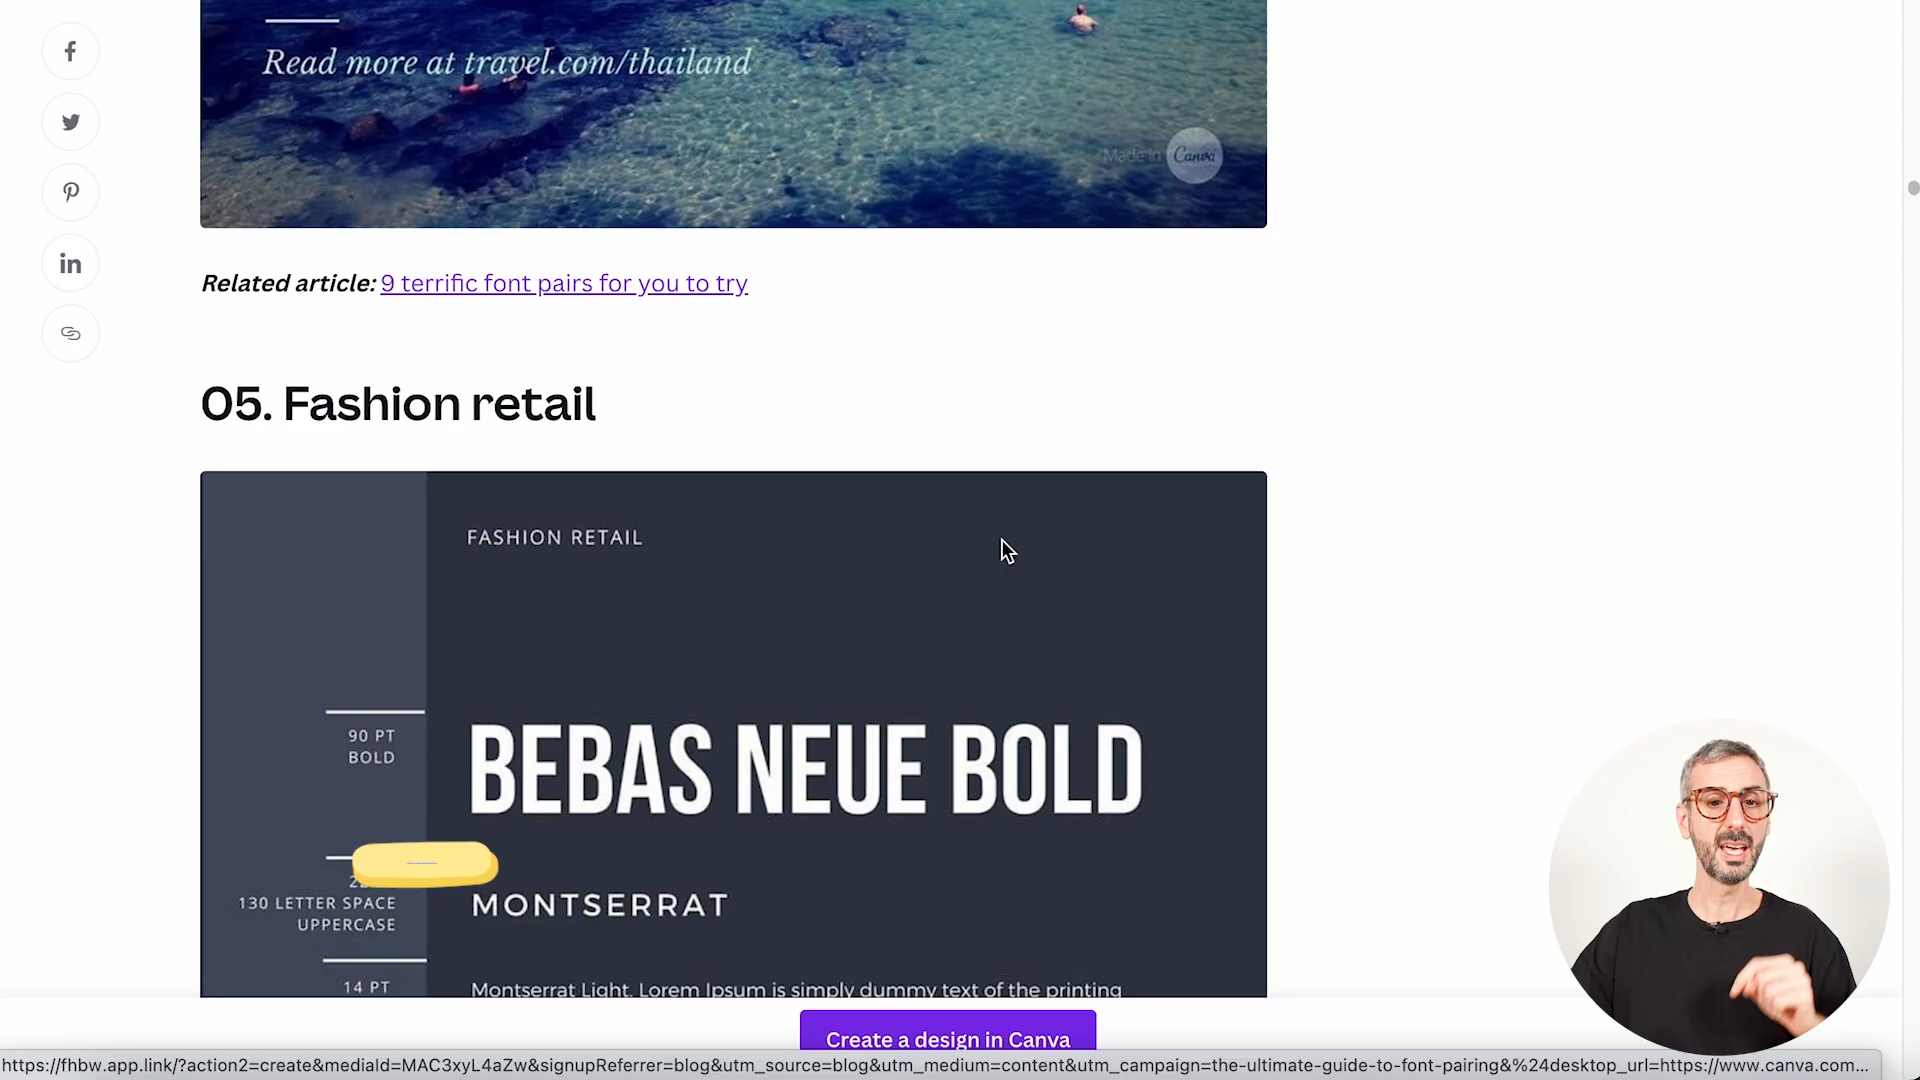 Read more at travel.com/thailand
Made in Canva
Related article: 9 terrific font pairs for you to try
05. Fashion retail
FASHION RETAIL
90 PT
BOLD
BEBAS NEUE BOLD
130 LETTER SPACE
UPPERCASE
MONTSERRAT
14 PT
Montserrat Light. Lorem Ipsum is simply dummy text of the printing
Create a design in Canva
https://fhbw.app.link/?action2=create&mediaId=MAC3xyL4aZw&signupReferrer=blog&utm_source=blog&utm_medium=content&utm_campaign=the-ultimate-guide-to-font-pairing&%24desktop_url=https://www.canva.com...